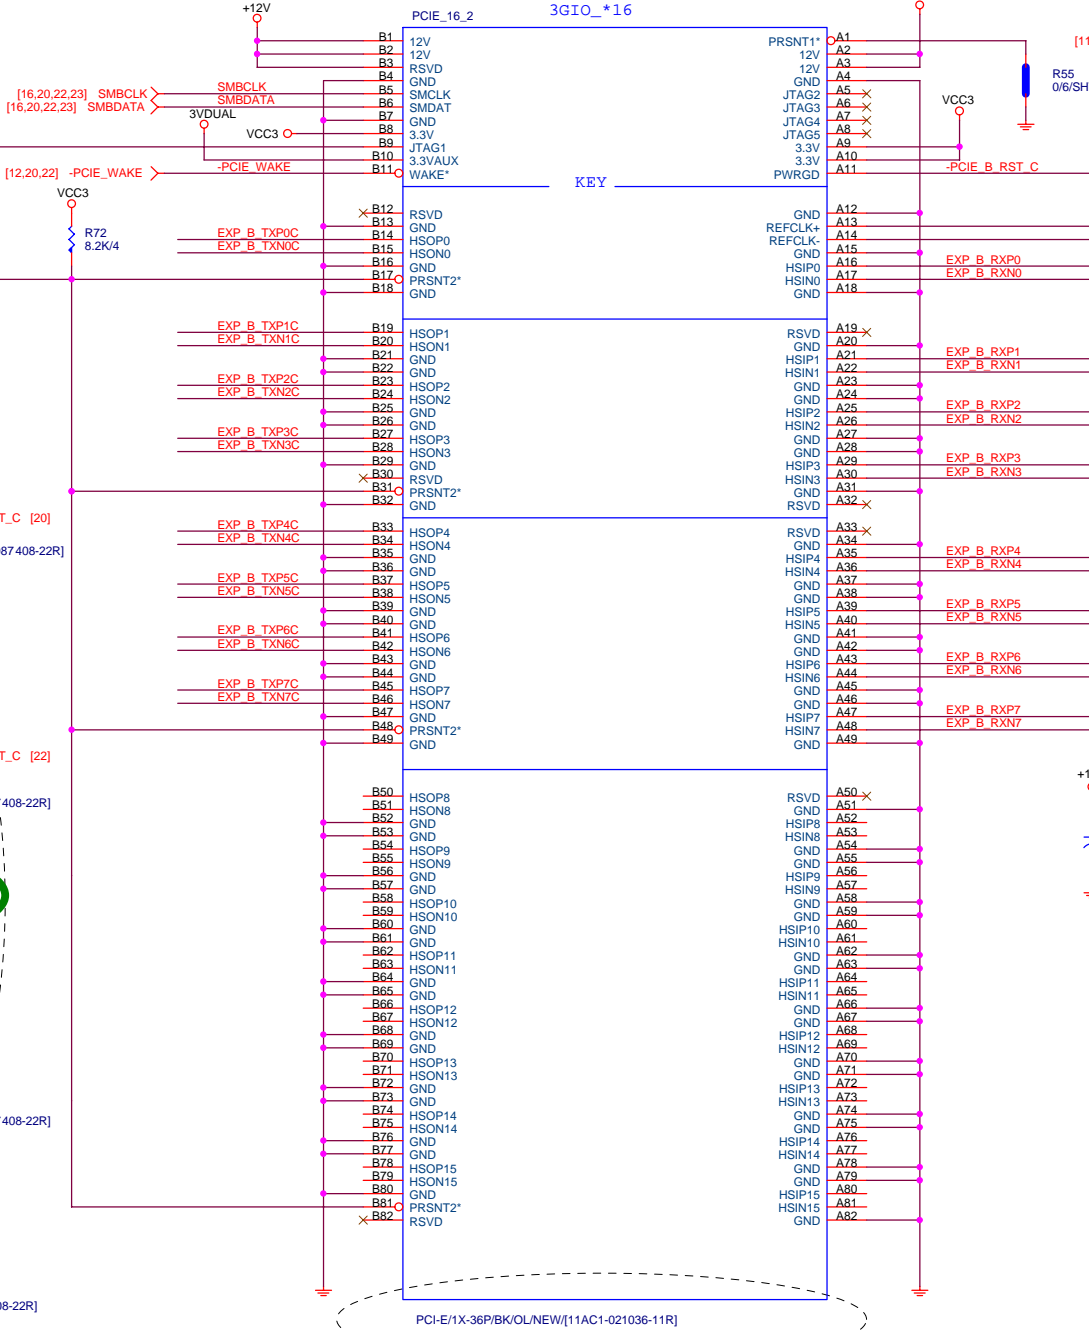 +12V
PCIE_16_2
3GIO_*16
B1 12V PRSNT1* A1
B2 12V 12V A2
B3 RSVD 12V A3
B4 GND GND A4
[16,20,22,23] SMBCLK SMBCLK B5 SMCLK JTAG2 A5
[16,20,22,23] SMBDATA SMBDATA B6 SMDAT JTAG3 A6
3VDUAL B7 GND JTAG4 A7
VCC3 B8 3.3V JTAG5 A8
B9 JTAG1 3.3V A9
B10 3.3VAUX 3.3V A10
[12,20,22] -PCIE_WAKE -PCIE_WAKE B11 WAKE* PWRGD A11 -PCIE_B_RST_C
[11
R55
0/6/SH
VCC3
KEY
VCC3
R72
8.2K/4
B12 RSVD GND A12
B13 GND REFCLK+ A13
EXP_B_TXP0C B14 HSOP0 REFCLK- A14
EXP_B_TXN0C B15 HSON0 GND A15
B16 GND HSIP0 A16 EXP_B_RXP0
B17 PRSNT2* HSIN0 A17 EXP_B_RXN0
B18 GND GND A18
EXP_B_TXP1C B19 HSOP1 RSVD A19
EXP_B_TXN1C B20 HSON1 GND A20
B21 GND HSIP1 A21 EXP_B_RXP1
B22 GND HSIN1 A22 EXP_B_RXN1
EXP_B_TXP2C B23 HSOP2 GND A23
EXP_B_TXN2C B24 HSON2 GND A24
B25 GND HSIP2 A25 EXP_B_RXP2
B26 GND HSIN2 A26 EXP_B_RXN2
EXP_B_TXP3C B27 HSOP3 GND A27
EXP_B_TXN3C B28 HSON3 GND A28
B29 GND HSIP3 A29 EXP_B_RXP3
B30 RSVD HSIN3 A30 EXP_B_RXN3
B31 PRSNT2* GND A31
B32 GND RSVD A32
T_C [20]
EXP_B_TXP4C B33 HSOP4 RSVD A33
EXP_B_TXN4C B34 HSON4 GND A34
87408-22R] B35 GND HSIP4 A35 EXP_B_RXP4
B36 GND HSIN4 A36 EXP_B_RXN4
EXP_B_TXP5C B37 HSOP5 GND A37
EXP_B_TXN5C B38 HSON5 GND A38
B39 GND HSIP5 A39 EXP_B_RXP5
B40 GND HSIN5 A40 EXP_B_RXN5
EXP_B_TXP6C B41 HSOP6 GND A41
EXP_B_TXN6C B42 HSON6 GND A42
B43 GND HSIP6 A43 EXP_B_RXP6
B44 GND HSIN6 A44 EXP_B_RXN6
EXP_B_TXP7C B45 HSOP7 GND A45
EXP_B_TXN7C B46 HSON7 GND A46
B47 GND HSIP7 A47 EXP_B_RXP7
B48 PRSNT2* HSIN7 A48 EXP_B_RXN7
B49 GND GND A49
T_C [22]
+1
B50 HSOP8 RSVD A50
408-22R] B51 HSON8 GND A51
B52 GND HSIP8 A52
B53 GND HSIN8 A53
B54 HSOP9 GND A54
B55 HSON9 GND A55
B56 GND HSIP9 A56
B57 GND HSIN9 A57
B58 HSOP10 GND A58
B59 HSON10 GND A59
B60 GND HSIP10 A60
B61 GND HSIN10 A61
B62 HSOP11 GND A62
B63 HSON11 GND A63
B64 GND HSIP11 A64
B65 GND HSIN11 A65
B66 HSOP12 GND A66
B67 HSON12 GND A67
B68 GND HSIP12 A68
B69 GND HSIN12 A69
B70 HSOP13 GND A70
B71 HSON13 GND A71
B72 GND HSIP13 A72
B73 GND HSIN13 A73
B74 HSOP14 GND A74
408-22R] B75 HSON14 GND A75
B76 GND HSIP14 A76
B77 GND HSIN14 A77
B78 HSOP15 GND A78
B79 HSON15 GND A79
B80 GND HSIP15 A80
B81 PRSNT2* HSIN15 A81
B82 RSVD GND A82
08-22R]
PCI-E/1X-36P/BK/OL/NEW/[11AC1-021036-11R]